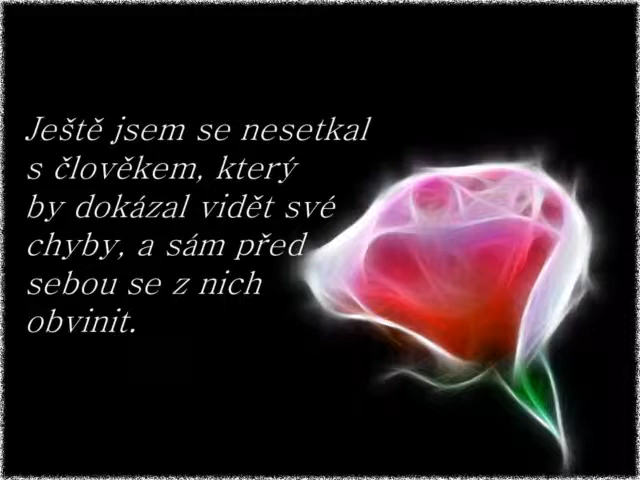 Ještě jsem se nesetkal
s člověkem, který
by dokázal vidět své
chyby, a sám před
sebou se z nich
obvinit.